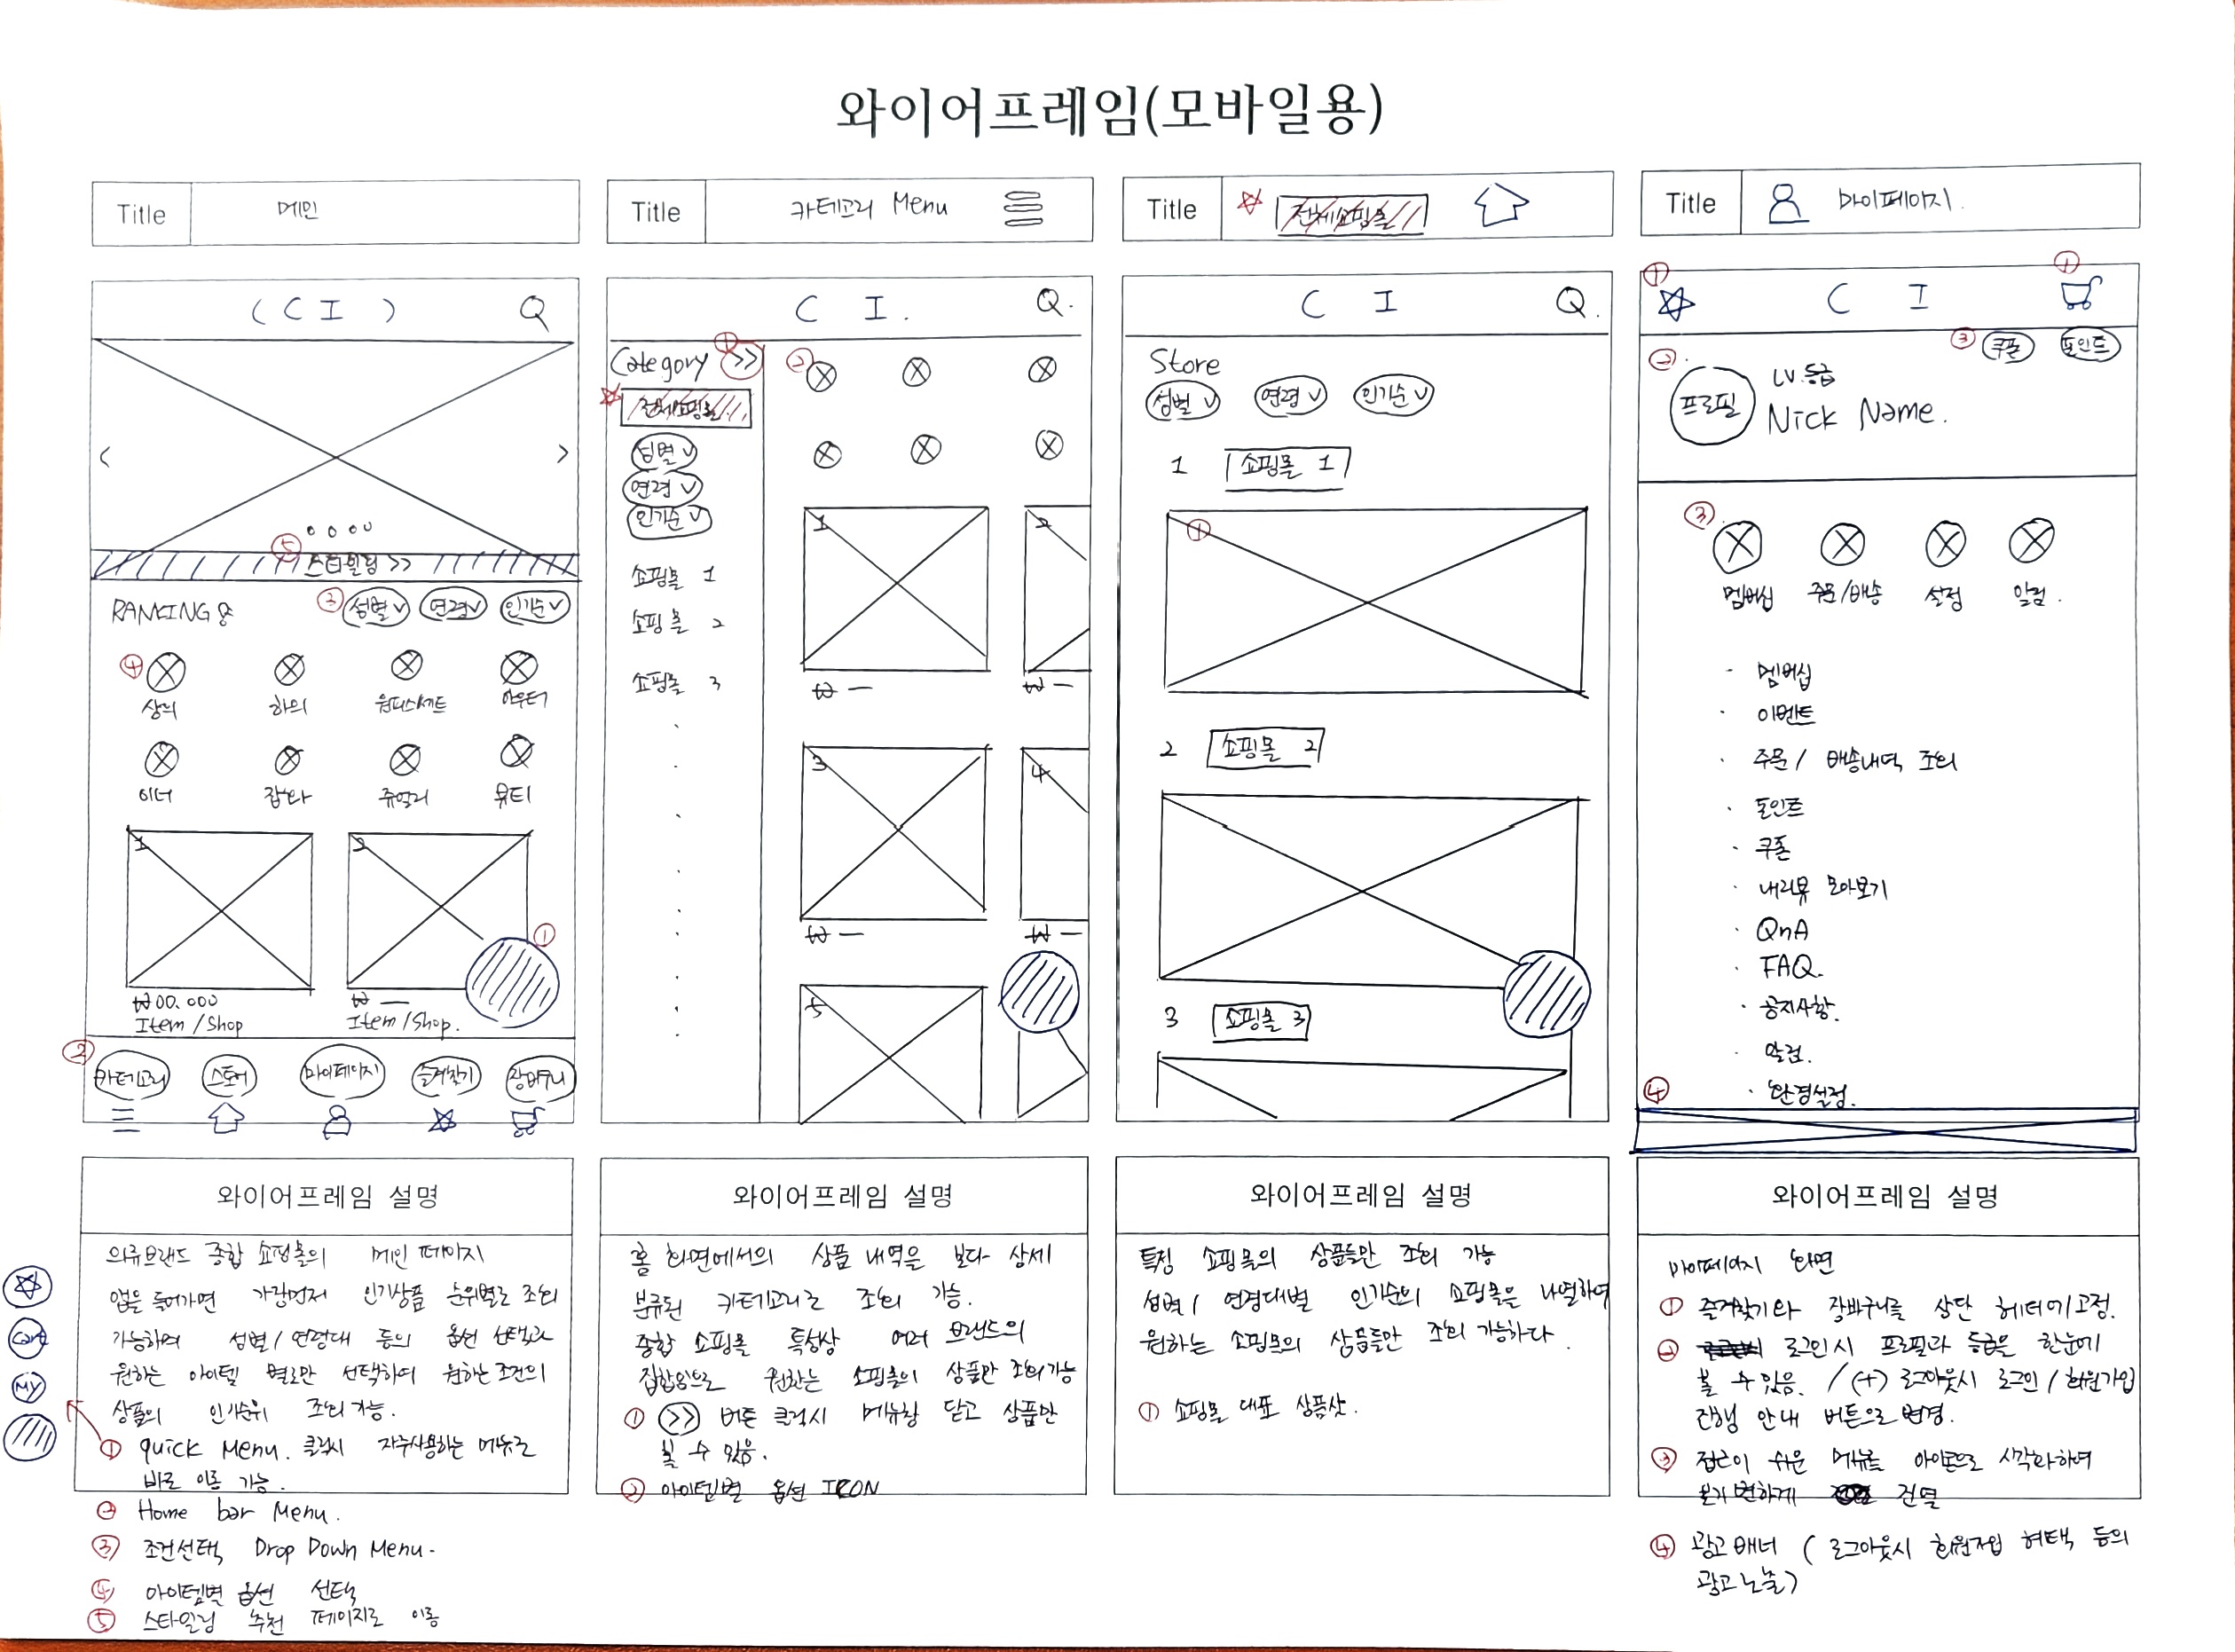 와이어프레임(모바일용)
Title 메인
( C I ) Q
< >
⑤ 스타일링 >>
RANKING ③ 성별 ∨ 연령 ∨ 인기순 ∨
④
상의 하의 원피스/세트 아우터
이너 잡화 쥬얼리 뷰티
1 2
①
₩00.000 ₩ —
Item / Shop Item / Shop.
②
카테고리 스토어 마이페이지 즐겨찾기 장바구니
와이어프레임 설명
의류브랜드 종합 쇼핑몰의 메인 페이지
앱을 들어가면 가장먼저 인기상품 순위별로 조회
가능하며 성별/연령대 등의 옵션 선택과
원하는 아이템 별로만 선택하여 원하는 조건의
상품의 인기순위 조회 가능.
① quick Menu. 클릭시 자주사용하는 메뉴로
바로 이동 가능.
② Home bar Menu.
③ 조건선택 Drop Down Menu.
④ 아이템별 옵션 선택
⑤ 스타일링 추천 페이지로 이동
Cart
MY
Title 카테고리 Menu
C I. Q.
Category ① >> ②
전체쇼핑몰
성별 ∨
연령 ∨
인기순 ∨
쇼핑몰 1
쇼핑몰 2
쇼핑몰 3
1 2
₩ — ₩ —
3 4
₩ — ₩ —
5
와이어프레임 설명
홈 화면에서의 상품 내역을 보다 상세
분류된 카테고리로 조회 가능.
종합 쇼핑몰 특성상 여러 브랜드의
집합임으로 원하는 쇼핑몰의 상품만 조회가능
① >> 버튼 클릭시 메뉴창 닫고 상품만
볼 수 있음.
② 아이템별 옵션 ICON
Title 전체쇼핑몰
C I Q.
Store
성별 ∨ 연령 ∨ 인기순 ∨
1 쇼핑몰 1
①
2 쇼핑몰 2
3 쇼핑몰 3
와이어프레임 설명
특정 쇼핑몰의 상품들만 조회 가능
성별/ 연령대별 인기순의 쇼핑몰을 나열하여
원하는 쇼핑몰의 상품들만 조회 가능하다.
① 쇼핑몰 대표 상품샷.
Title 마이페이지.
① C I ①
③ 쿠폰 포인트
②
프로필 LV.등급
Nick Name.
③
멤버십 주문/배송 설정 알림.
· 멤버십
· 이벤트
· 주문/ 배송내역 조회
· 포인트
· 쿠폰
· 내리뷰 모아보기
· QnA
· FAQ.
· 공지사항.
· 알림.
· 환경설정.
④
와이어프레임 설명
마이페이지 화면
① 즐겨찾기와 장바구니를 상단 헤더에 고정.
② 로그인시 프로필과 등급을 한눈에
볼 수 있음. / (+) 로그아웃시 로그인/회원가입
진행 안내 버튼으로 변경.
③ 접근이 쉬운 메뉴를 아이콘으로 시각화하여
보기 편하게 진열
④ 광고 배너 ( 로그아웃시 회원가입 혜택 등의
광고 노출)